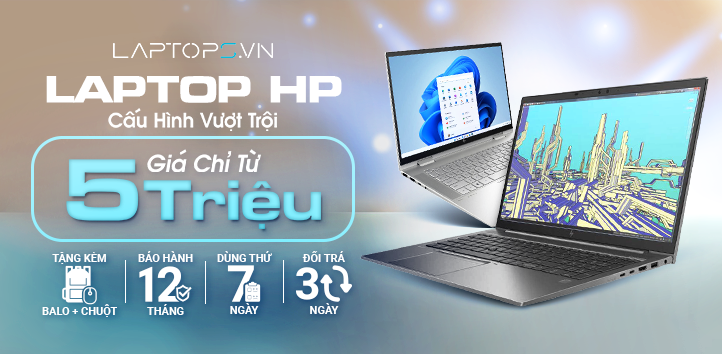 LAPTOPS.VN
LAPTOP HP
Cấu Hình Vượt Trội
Giá Chỉ Từ
5 Triệu
TẶNG KÈM
BALO + CHUỘT
BẢO HÀNH
12
THÁNG
DÙNG THỬ
7
NGÀY
ĐỔI TRẢ
3
NGÀY